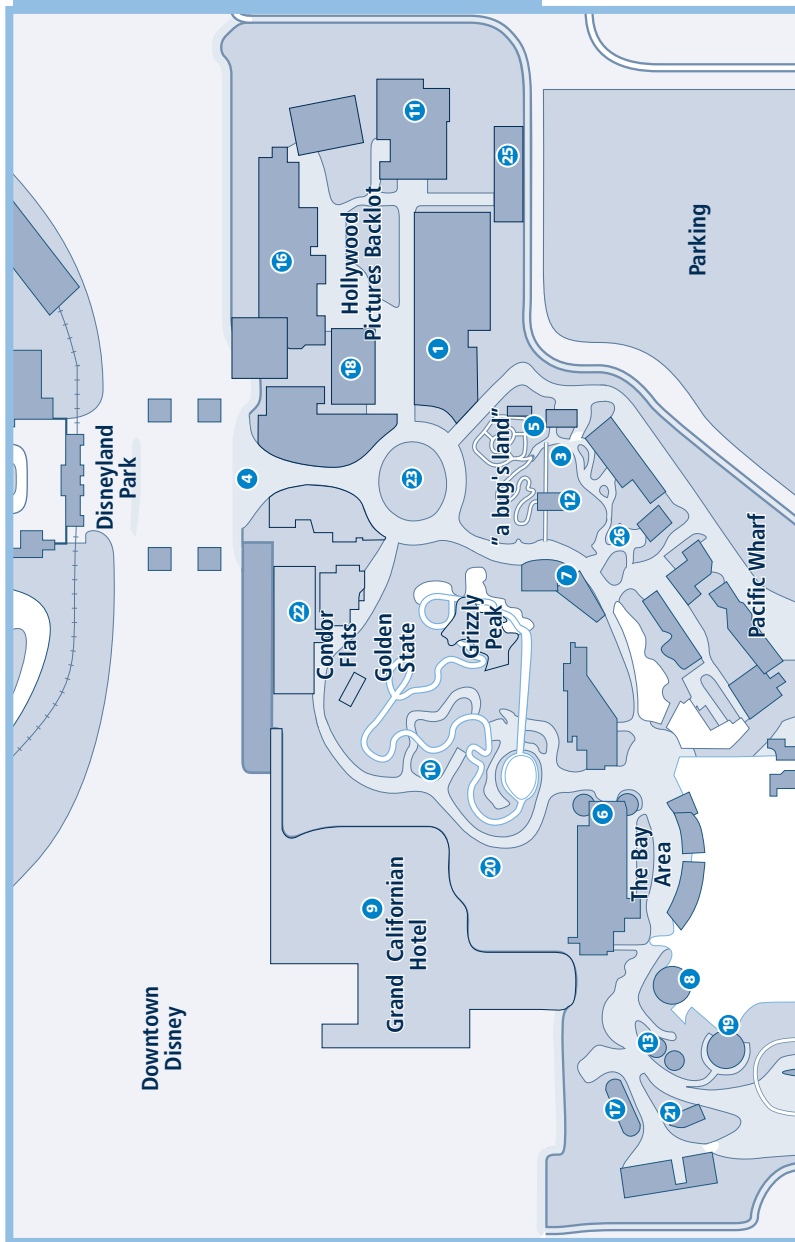 Disneyland
Park
Downtown
Disney
4
16
22
Condor
Flats
18
Hollywood
Pictures Backlot
9
Golden
State
Grand Californian
Hotel
23
11
10
1
Grizzly
Peak
20
"a bug's land"
25
5
3
7
12
6
17
26
The Bay
Area
13
21
8
Parking
19
Pacific Wharf